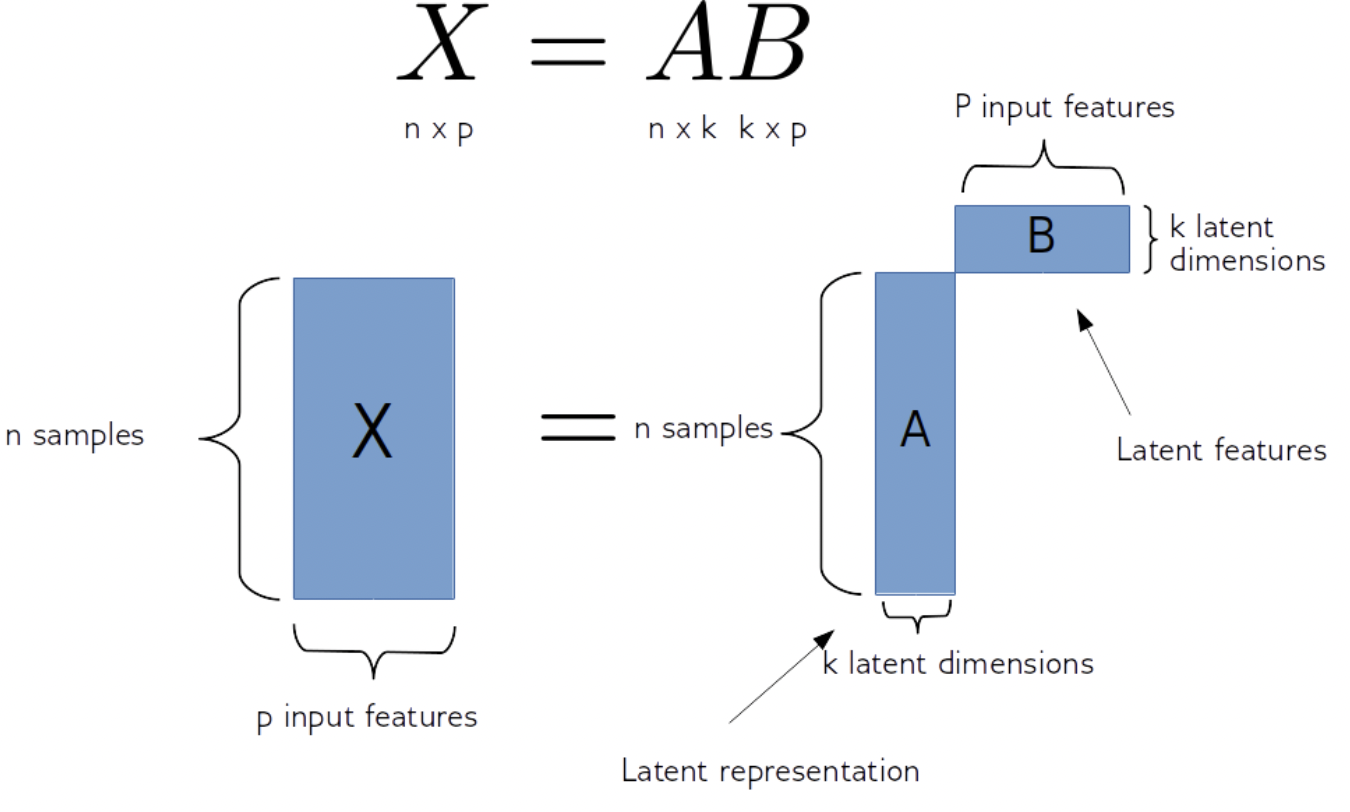 X = AB
n x p
n x k k x p
P input features
B
k latent
dimensions
n samples
X
=
n samples
A
Latent features
k latent dimensions
p input features
Latent representation